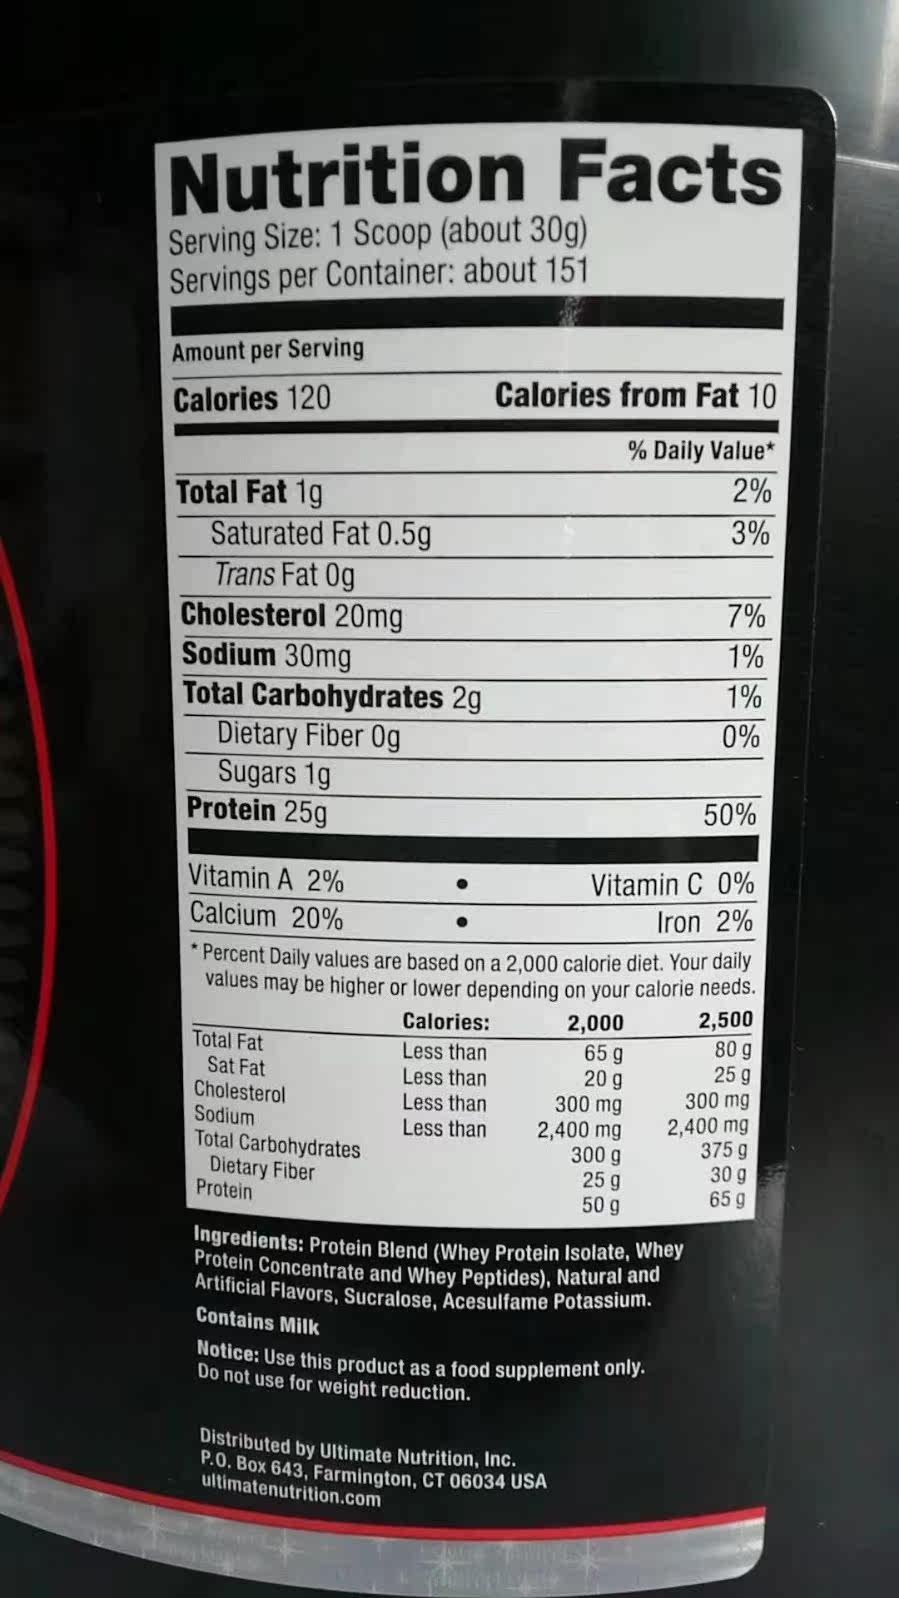 Nutrition Facts
Serving Size: 1 Scoop (about 30g)
Servings per Container: about 151
Amount per Serving
Calories 120 Calories from Fat 10
% Daily Value*
Total Fat 1g 2%
Saturated Fat 0.5g 3%
Trans Fat 0g
Cholesterol 20mg 7%
Sodium 30mg 1%
Total Carbohydrates 2g 1%
Dietary Fiber 0g 0%
Sugars 1g
Protein 25g 50%
Vitamin A 2% • Vitamin C 0%
Calcium 20% • Iron 2%
* Percent Daily values are based on a 2,000 calorie diet. Your daily
values may be higher or lower depending on your calorie needs.
Calories: 2,000 2,500
Total Fat Less than 65 g 80 g
Sat Fat Less than 20 g 25 g
Cholesterol Less than 300 mg 300 mg
Sodium Less than 2,400 mg 2,400 mg
Total Carbohydrates 300 g 375 g
Dietary Fiber 25 g 30 g
Protein 50 g 65 g
Ingredients: Protein Blend (Whey Protein Isolate, Whey
Protein Concentrate and Whey Peptides), Natural and
Artificial Flavors, Sucralose, Acesulfame Potassium.
Contains Milk
Notice: Use this product as a food supplement only.
Do not use for weight reduction.
Distributed by Ultimate Nutrition, Inc.
P.O. Box 643, Farmington, CT 06034 USA
ultimatenutrition.com